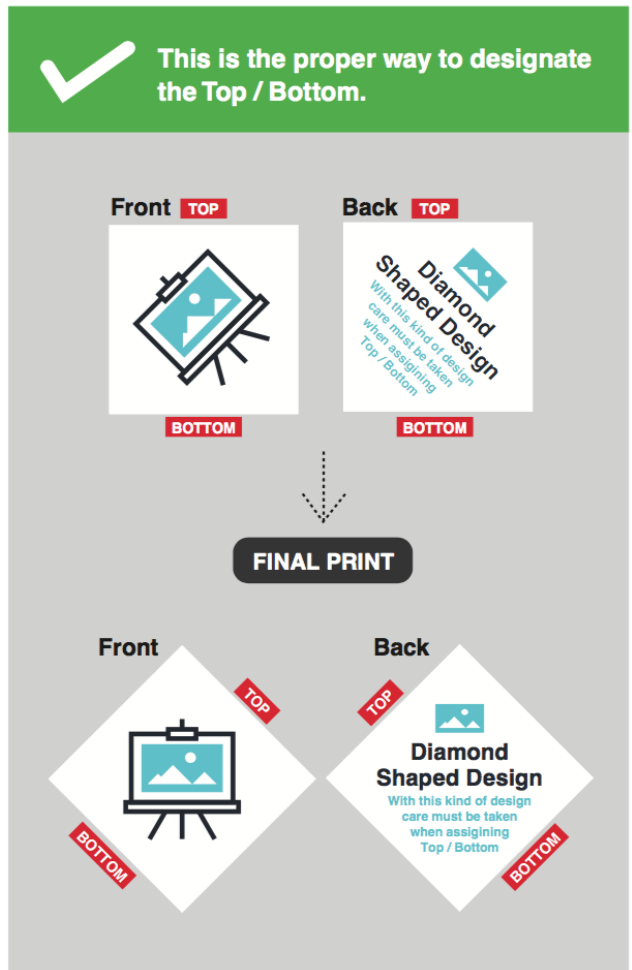 This is the proper way to designate
the Top / Bottom.
Front TOP
Back TOP
Diamond
Shaped Design
With this kind of design
care must be taken
when assigining
Top / Bottom
BOTTOM
BOTTOM
FINAL PRINT
Front
Back
TOP
TOP
Diamond
Shaped Design
With this kind of design
care must be taken
when assigining
Top / Bottom
BOTTOM
BOTTOM